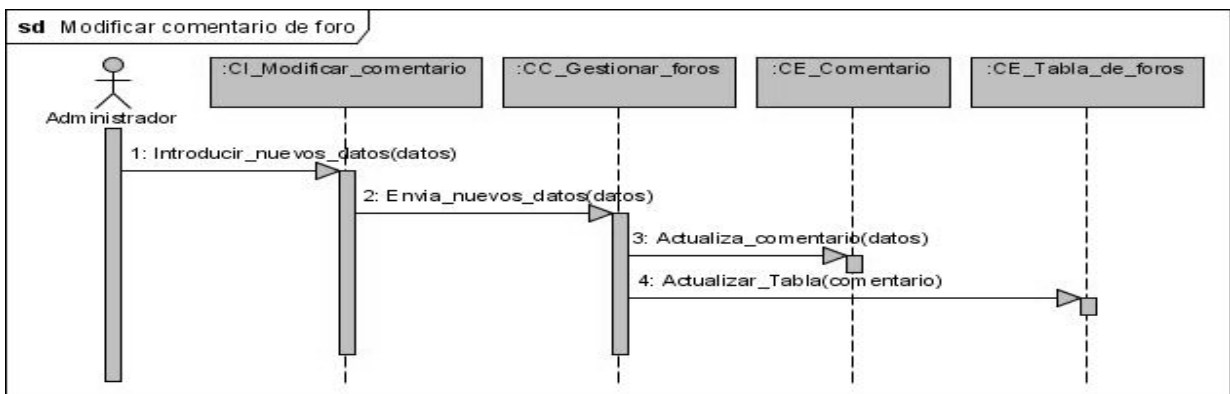 sd Modificar comentario de foro
:CI_Modificar_comentario
:CC_Gestionar_foros
:CE_Comentario
:CE_Tabla_de_foros
Administrador
1: Introducir_nuevos_datos(datos)
2: Envia_nuevos_datos(datos)
3: Actualiza_comentario(datos)
4: Actualizar_Tabla(comentario)